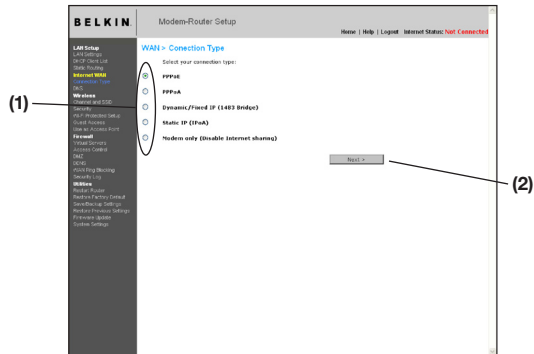 BELKIN.
Modem-Router Setup
Home | Help | Logout Internet Status: Not Connected
LAN Setup
LAN Settings
DHCP Client List
Static Routing
Internet WAN
Connection Type
DNS
Wireless
Channel and SSID
Security
Wi-Fi Protected Setup
Guest Access
Use as Access Point
Firewall
Virtual Servers
Access Control
DMZ
DDNS
WAN Ping Blocking
Security Log
Utilities
Restart Router
Restore Factory Default
Save/Backup Settings
Restore Previous Settings
Firmware Update
System Settings
WAN > Conection Type
Select your connection type:
PPPoE
PPPoA
Dynamic/Fixed IP (1483 Bridge)
Static IP (IPoA)
Modem only (Disable Internet sharing)
Next >
(1)
(2)